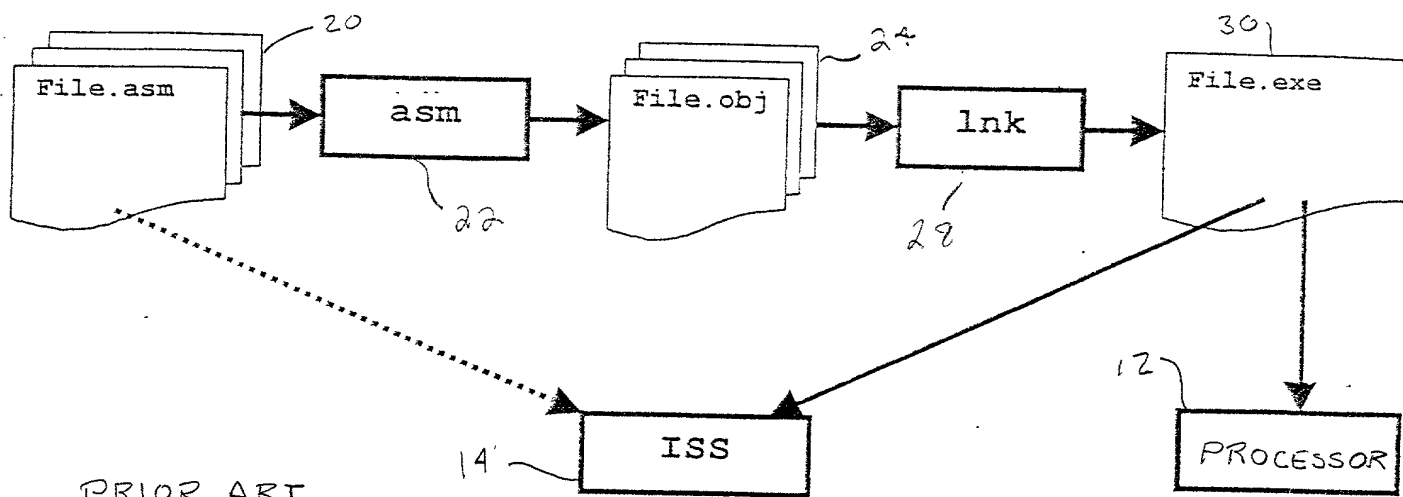 20
File.asm
asm
22
24
File.obj
lnk
28
30
File.exe
ISS
14
12
PROCESSOR
PRIOR ART